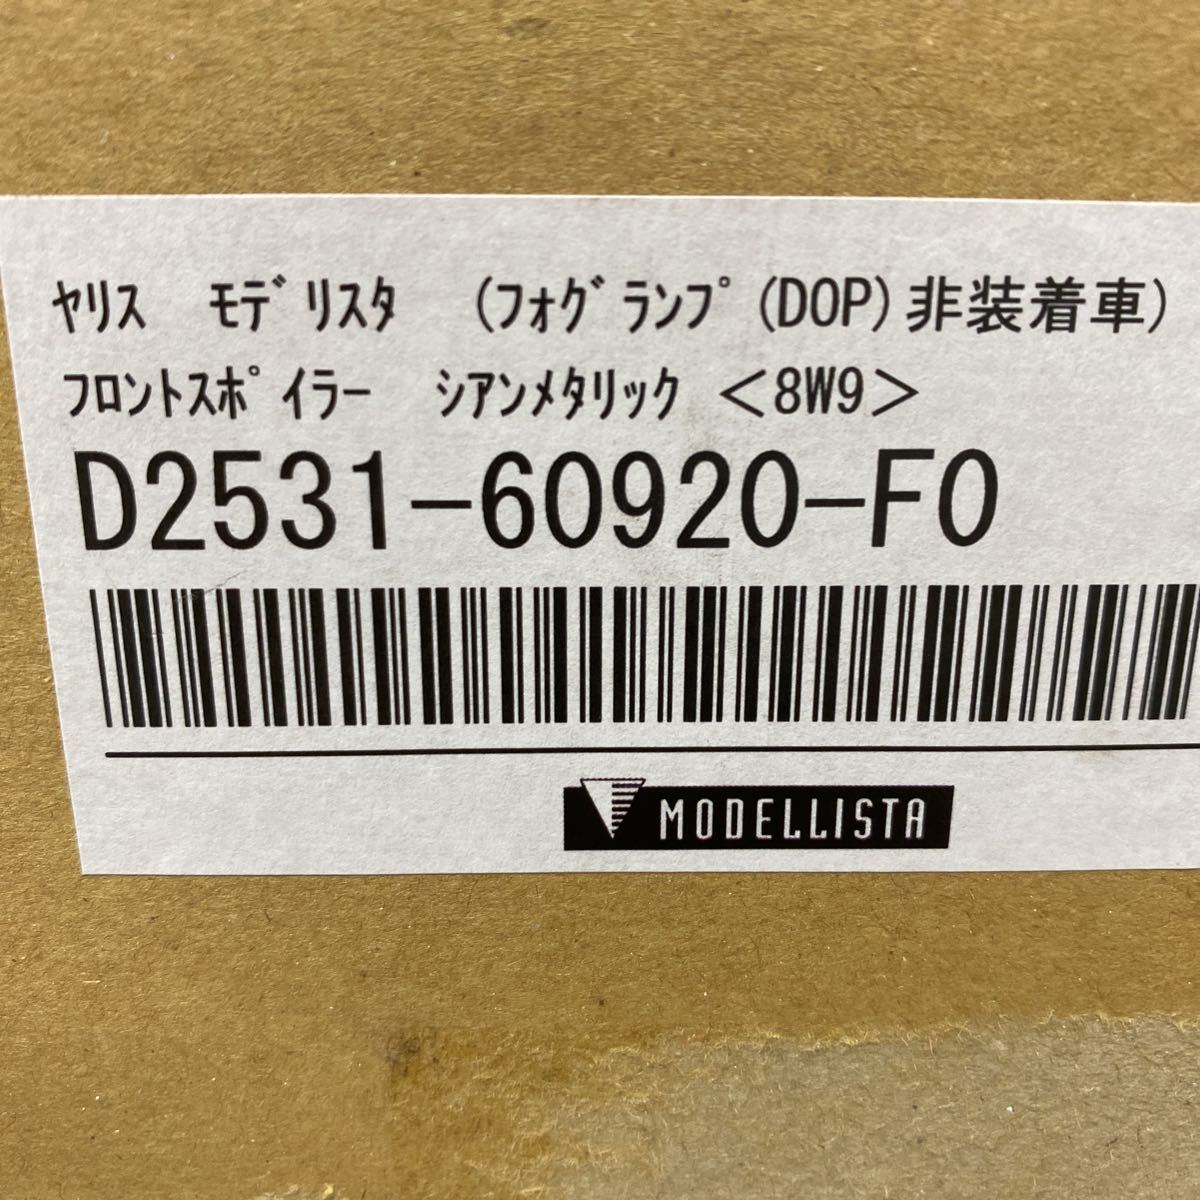 ﾔﾘｽ　ﾓﾃﾞﾘｽﾀ　(ﾌｫｸﾞﾗﾝﾌﾟ(DOP)非装着車)
ﾌﾛﾝﾄｽﾎﾟｲﾗｰ　ｼｱﾝﾒﾀﾘｯｸ <8W9>
D2531-60920-F0
MODELLISTA